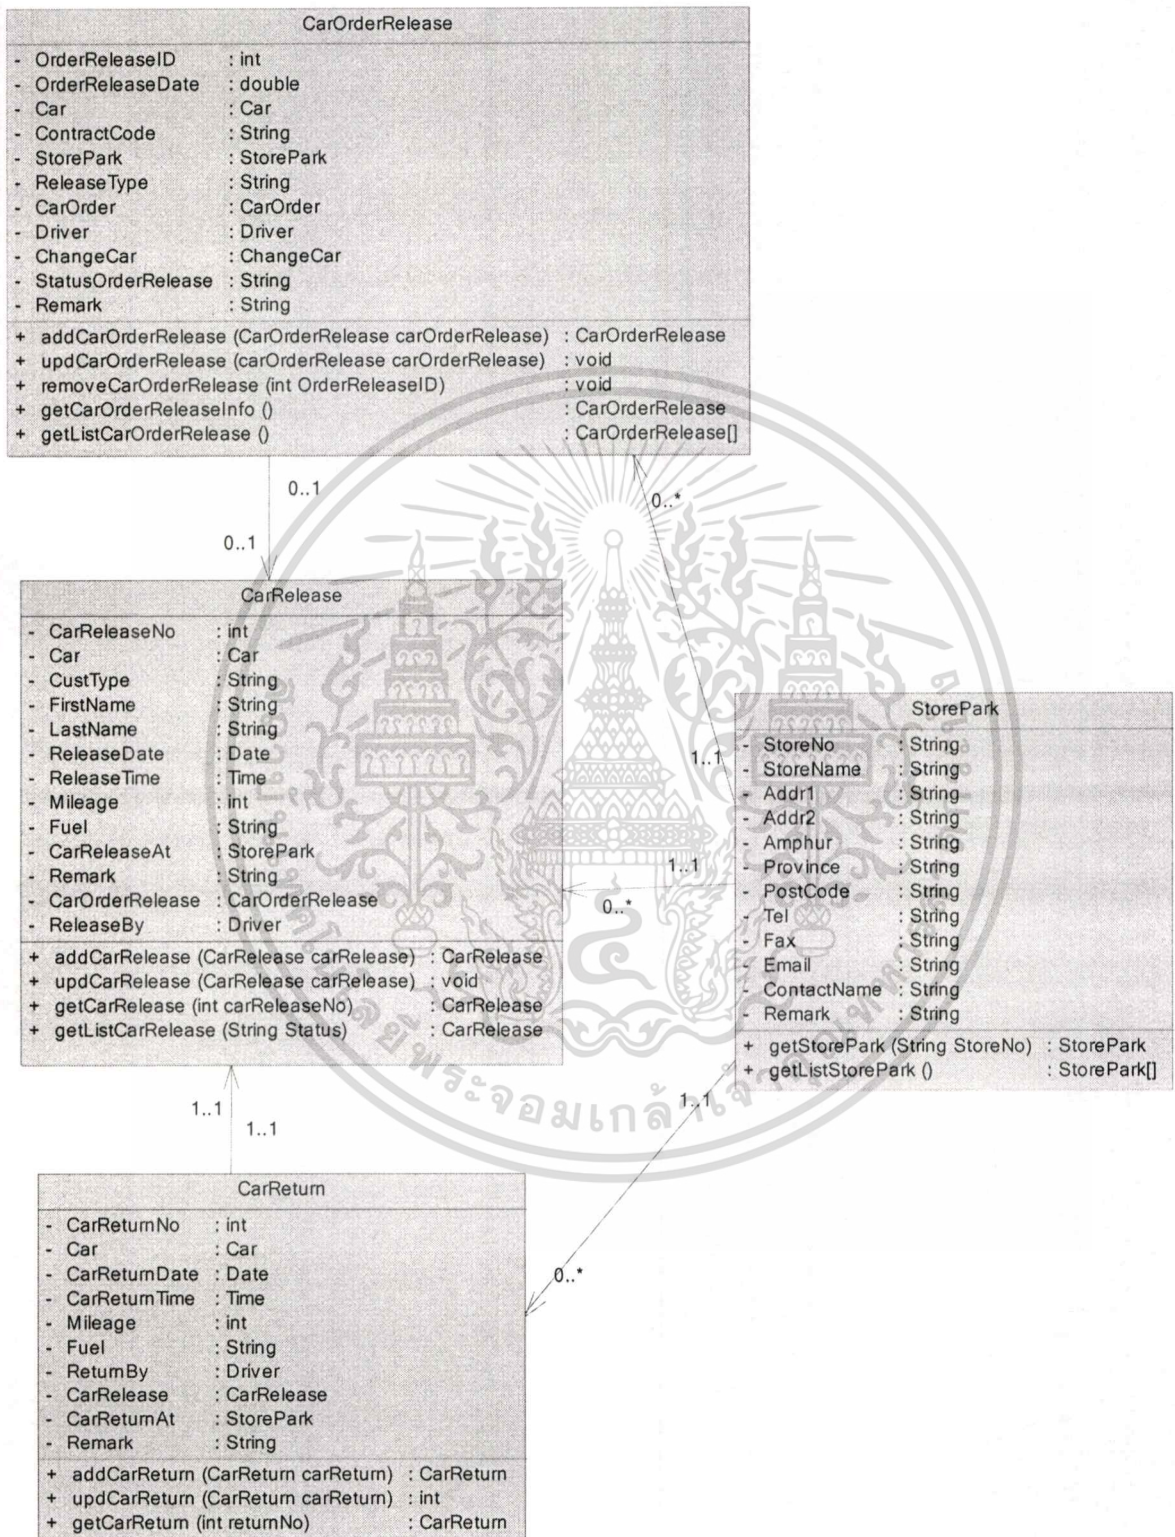 CarOrderRelease
- OrderReleaseID : int
- OrderReleaseDate : double
- Car : Car
- ContractCode : String
- StorePark : StorePark
- ReleaseType : String
- CarOrder : CarOrder
- Driver : Driver
- ChangeCar : ChangeCar
- StatusOrderRelease : String
- Remark : String
+ addCarOrderRelease (CarOrderRelease carOrderRelease) : CarOrderRelease
+ updCarOrderRelease (carOrderRelease carOrderRelease) : void
+ removeCarOrderRelease (int OrderReleaseID) : void
+ getCarOrderReleaseInfo () : CarOrderRelease
+ getListCarOrderRelease () : CarOrderRelease[]
0..1
0..*
0..1
CarRelease
- CarReleaseNo : int
- Car : Car
- CustType : String
- FirstName : String
- LastName : String
- ReleaseDate : Date
- ReleaseTime : Time
- Mileage : int
- Fuel : String
- CarReleaseAt : StorePark
- Remark : String
- CarOrderRelease : CarOrderRelease
- ReleaseBy : Driver
+ addCarRelease (CarRelease carRelease) : CarRelease
+ updCarRelease (CarRelease carRelease) : void
+ getCarRelease (int carReleaseNo) : CarRelease
+ getListCarRelease (String Status) : CarRelease
1..1
1..1
0..*
StorePark
- StoreNo : String
- StoreName : String
- Addr1 : String
- Addr2 : String
- Amphur : String
- Province : String
- PostCode : String
- Tel : String
- Fax : String
- Email : String
- ContactName : String
- Remark : String
+ getStorePark (String StoreNo) : StorePark
+ getListStorePark () : StorePark[]
1..1
1..1
1..1
0..*
CarReturn
- CarReturnNo : int
- Car : Car
- CarReturnDate : Date
- CarReturnTime : Time
- Mileage : int
- Fuel : String
- ReturnBy : Driver
- CarRelease : CarRelease
- CarReturnAt : StorePark
- Remark : String
+ addCarReturn (CarReturn carReturn) : CarReturn
+ updCarReturn (CarReturn carReturn) : int
+ getCarReturn (int returnNo) : CarReturn